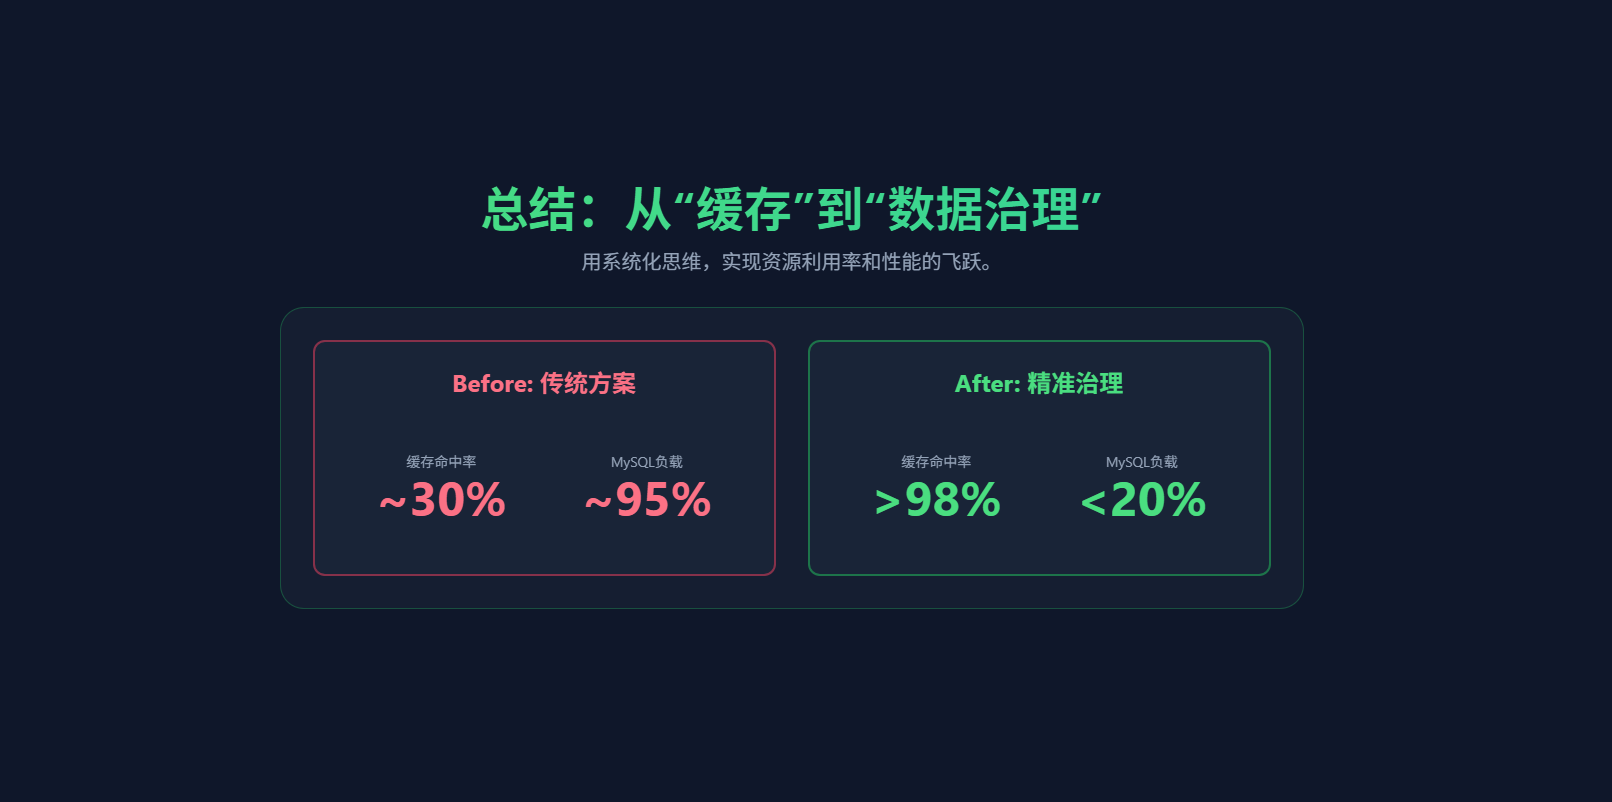 总结：从“缓存”到“数据治理”
用系统化思维，实现资源利用率和性能的飞跃。
Before: 传统方案
缓存命中率
~30%
MySQL负载
~95%
After: 精准治理
缓存命中率
>98%
MySQL负载
<20%